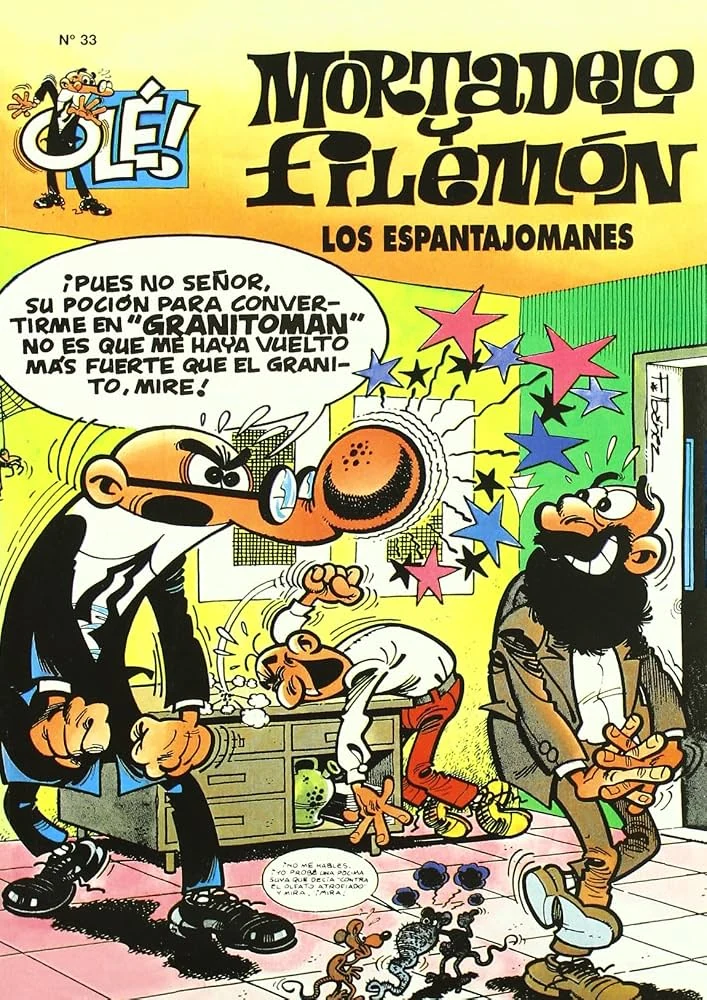 Nº 33
OLÉ!
MORTADELO
Y
FILEMÓN
LOS ESPANTAJOMANES
¡PUES NO SEÑOR,
SU POCIÓN PARA CONVER-
TIRME EN "GRANITOMAN"
NO ES QUE ME HAYA VUELTO
MÁS FUERTE QUE EL GRANI-
TO, MIRE!
¡NO ME HABLES.
¡YO PROBÉ UNA PÓCIMA
SUYA QUE DECÍA "CONTRA
EL OLFATO ATROFIADO
Y MIRA, ¡MIRA.